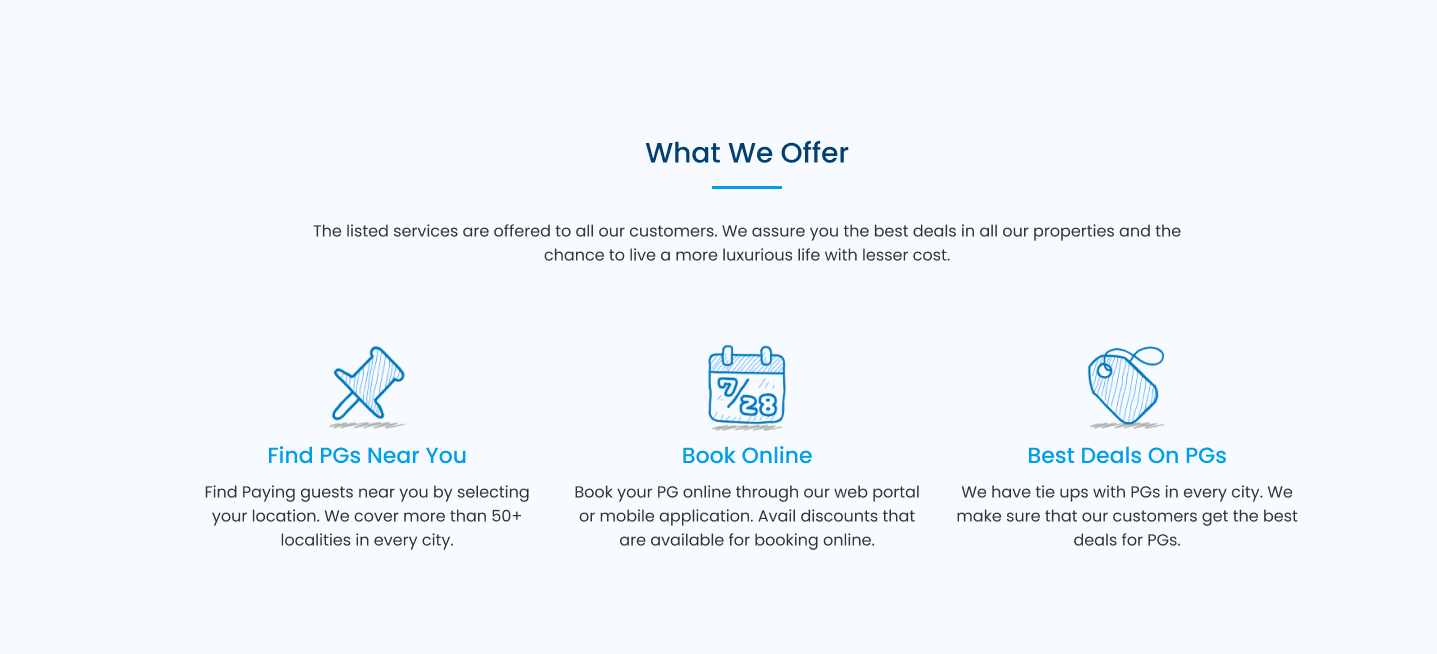 What We Offer
The listed services are offered to all our customers. We assure you the best deals in all our properties and the
chance to live a more luxurious life with lesser cost.
7/28
Find PGs Near You
Find Paying guests near you by selecting
your location. We cover more than 50+
localities in every city.
Book Online
Book your PG online through our web portal
or mobile application. Avail discounts that
are available for booking online.
Best Deals On PGs
We have tie ups with PGs in every city. We
make sure that our customers get the best
deals for PGs.